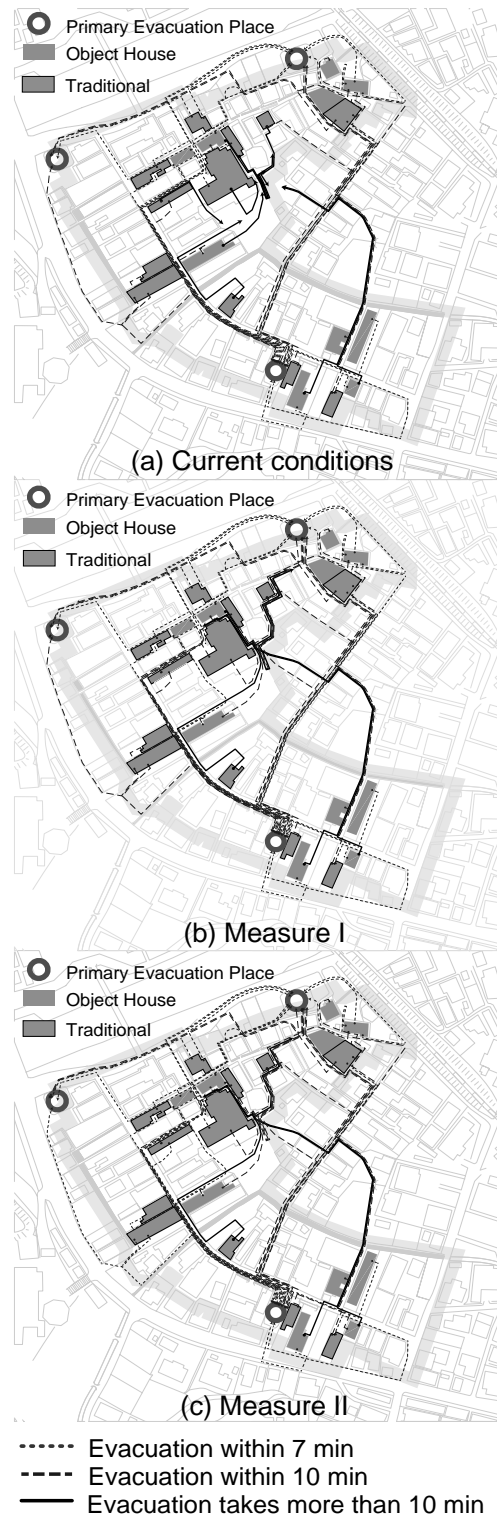 Primary Evacuation Place
Object House
Traditional
(a) Current conditions
Primary Evacuation Place
Object House
Traditional
(b) Measure I
Primary Evacuation Place
Object House
Traditional
(c) Measure II
Evacuation within 7 min
Evacuation within 10 min
Evacuation takes more than 10 min